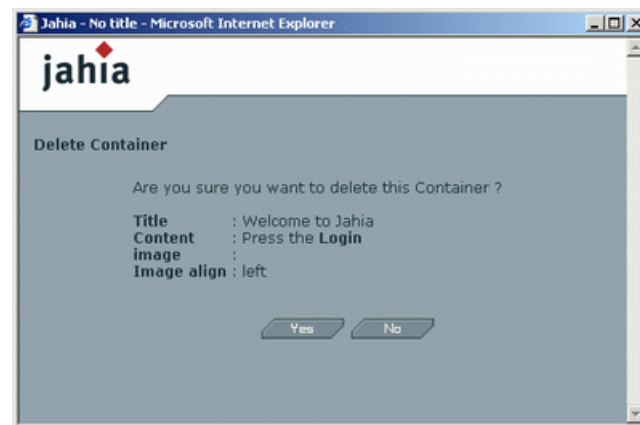 Jahia - No title - Microsoft Internet Explorer
jahia
Delete Container
Are you sure you want to delete this Container ?
Title : Welcome to Jahia
Content : Press the Login
image :
Image align : left
Yes No